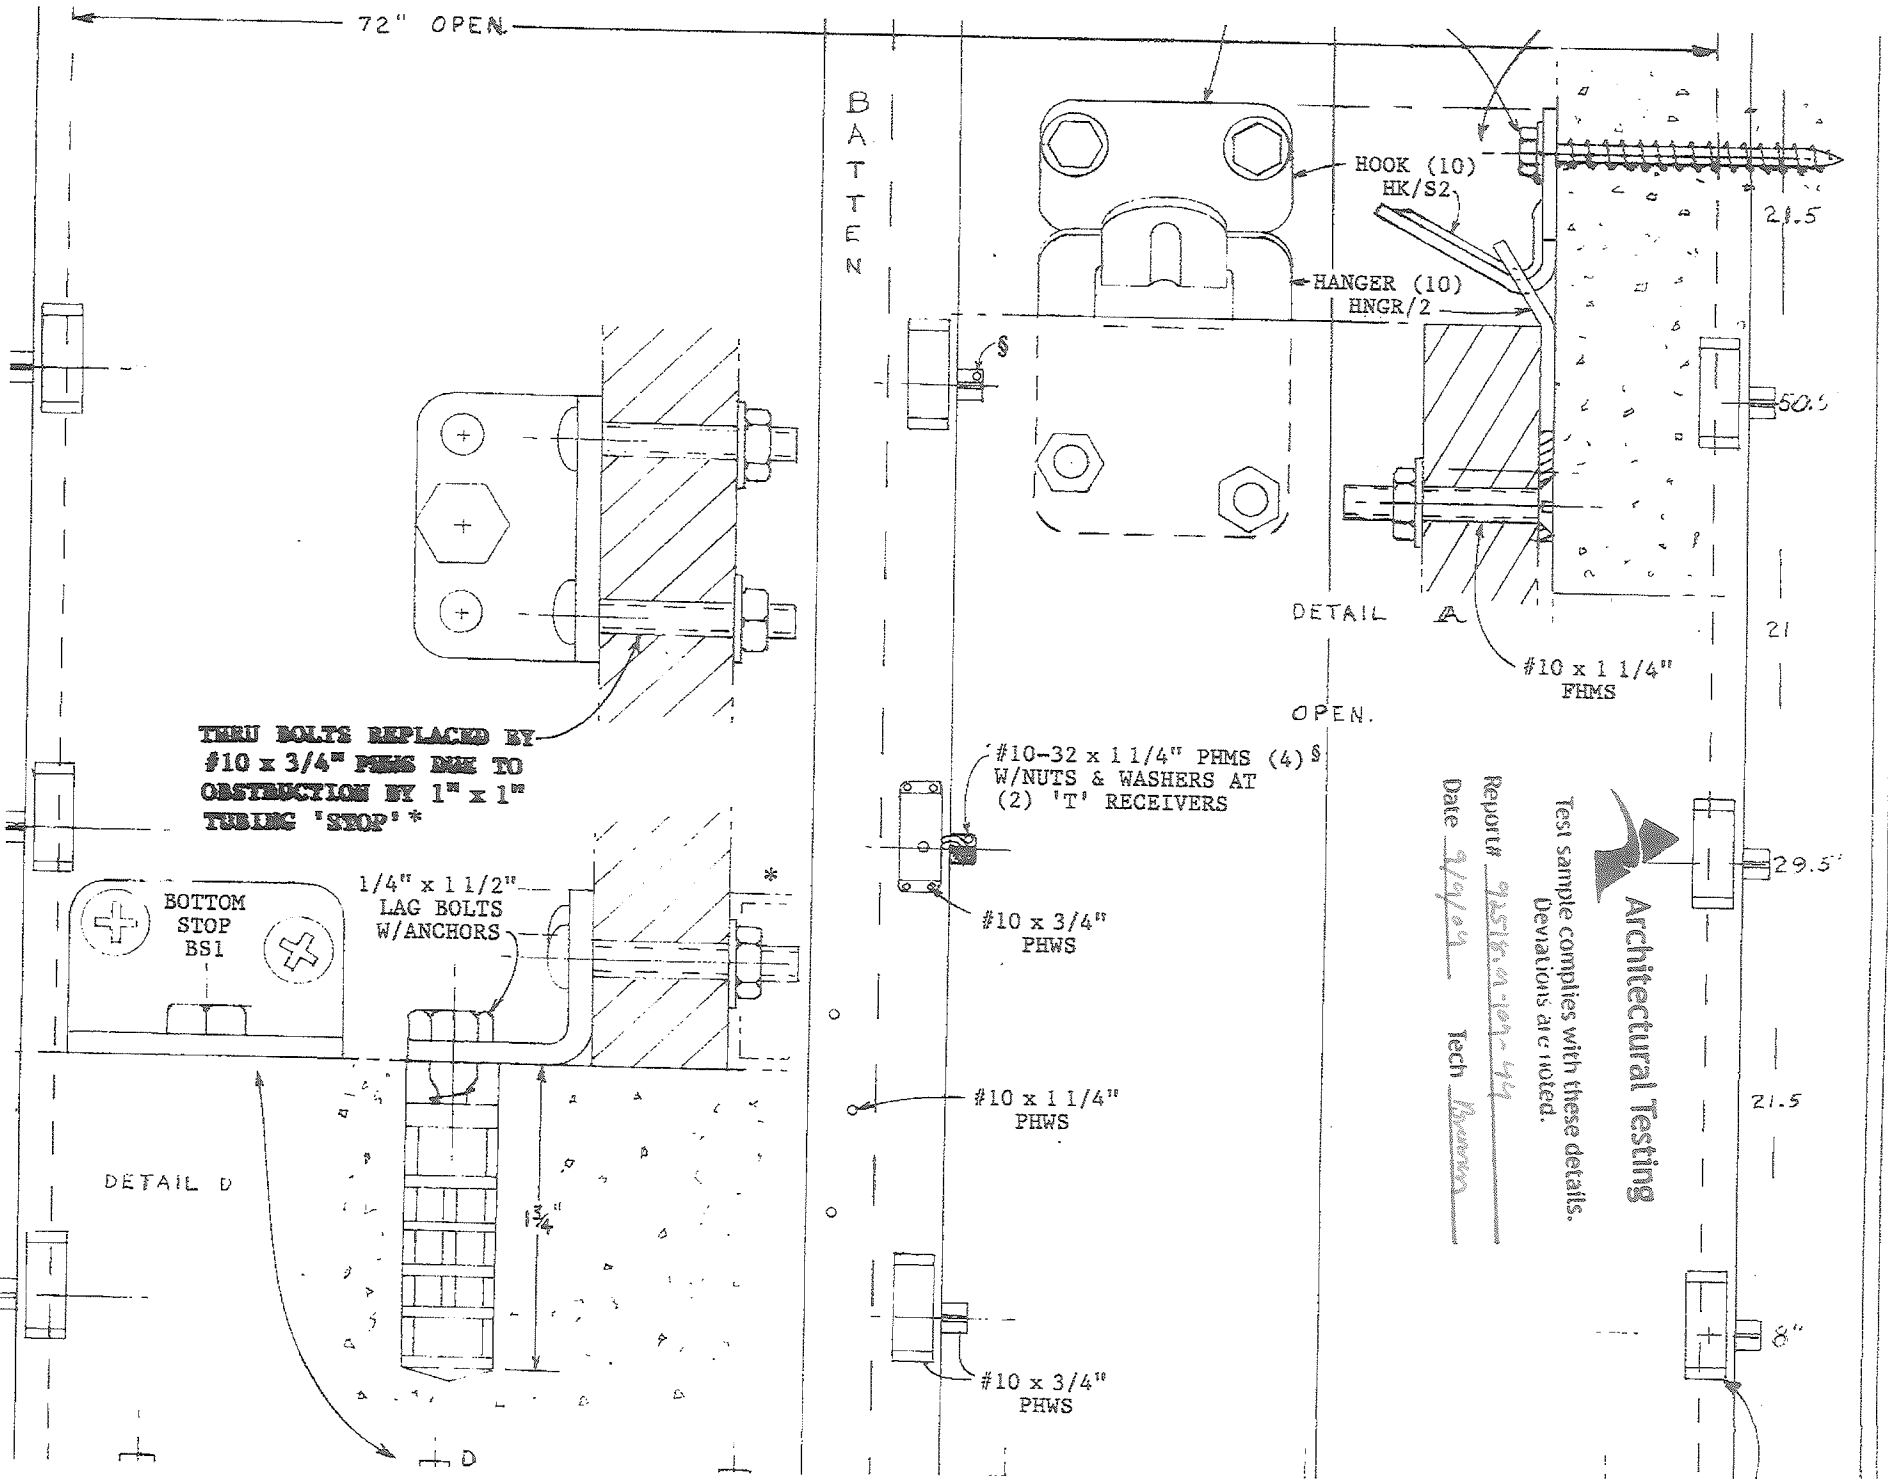 72" OPEN.
BATTEN
HOOK (10)
HK/S2
21.5
HANGER (10)
HNGR/2
§
50.5
DETAIL A
21
#10 x 1 1/4"
FHMS
OPEN.
THRU BOLTS REPLACED BY
#10 x 3/4" PHWS DUE TO
OBSTRUCTION BY 1" x 1"
TUBING 'STOP' *
#10-32 x 1 1/4" PHMS (4) §
W/NUTS & WASHERS AT
(2) 'T' RECEIVERS
29.5'
BOTTOM
STOP
BS1
1/4" x 1 1/2"
LAG BOLTS
W/ANCHORS
*
#10 x 3/4"
PHWS
Architectural Testing
Test sample complies with these details.
Deviations are noted.
Report#
Date 9/9/09 Tech
#10 x 1 1/4"
PHWS
21.5
DETAIL D
1 3/4"
8"
#10 x 3/4"
PHWS
D